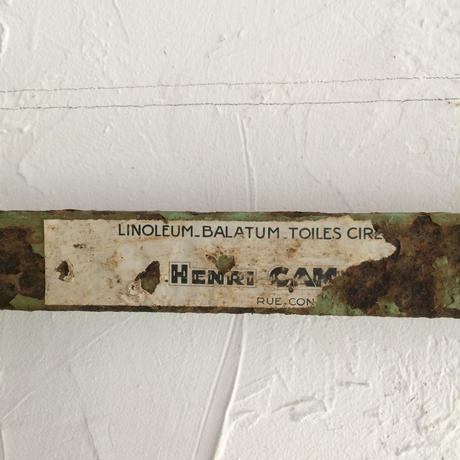 LINOLEUM_BALATUM_TOILES CIRE
HENRI CAM
RUE.CON